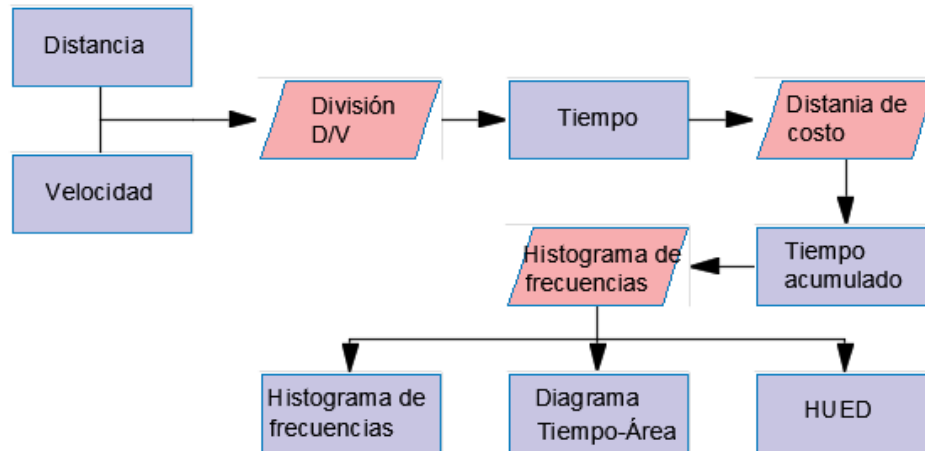 Distancia
Velocidad
División
D/V
Tiempo
Distania de
costo
Tiempo
acumulado
Histograma de
frecuencias
Histograma de
frecuencias
Diagrama
Tiempo-Área
HUED